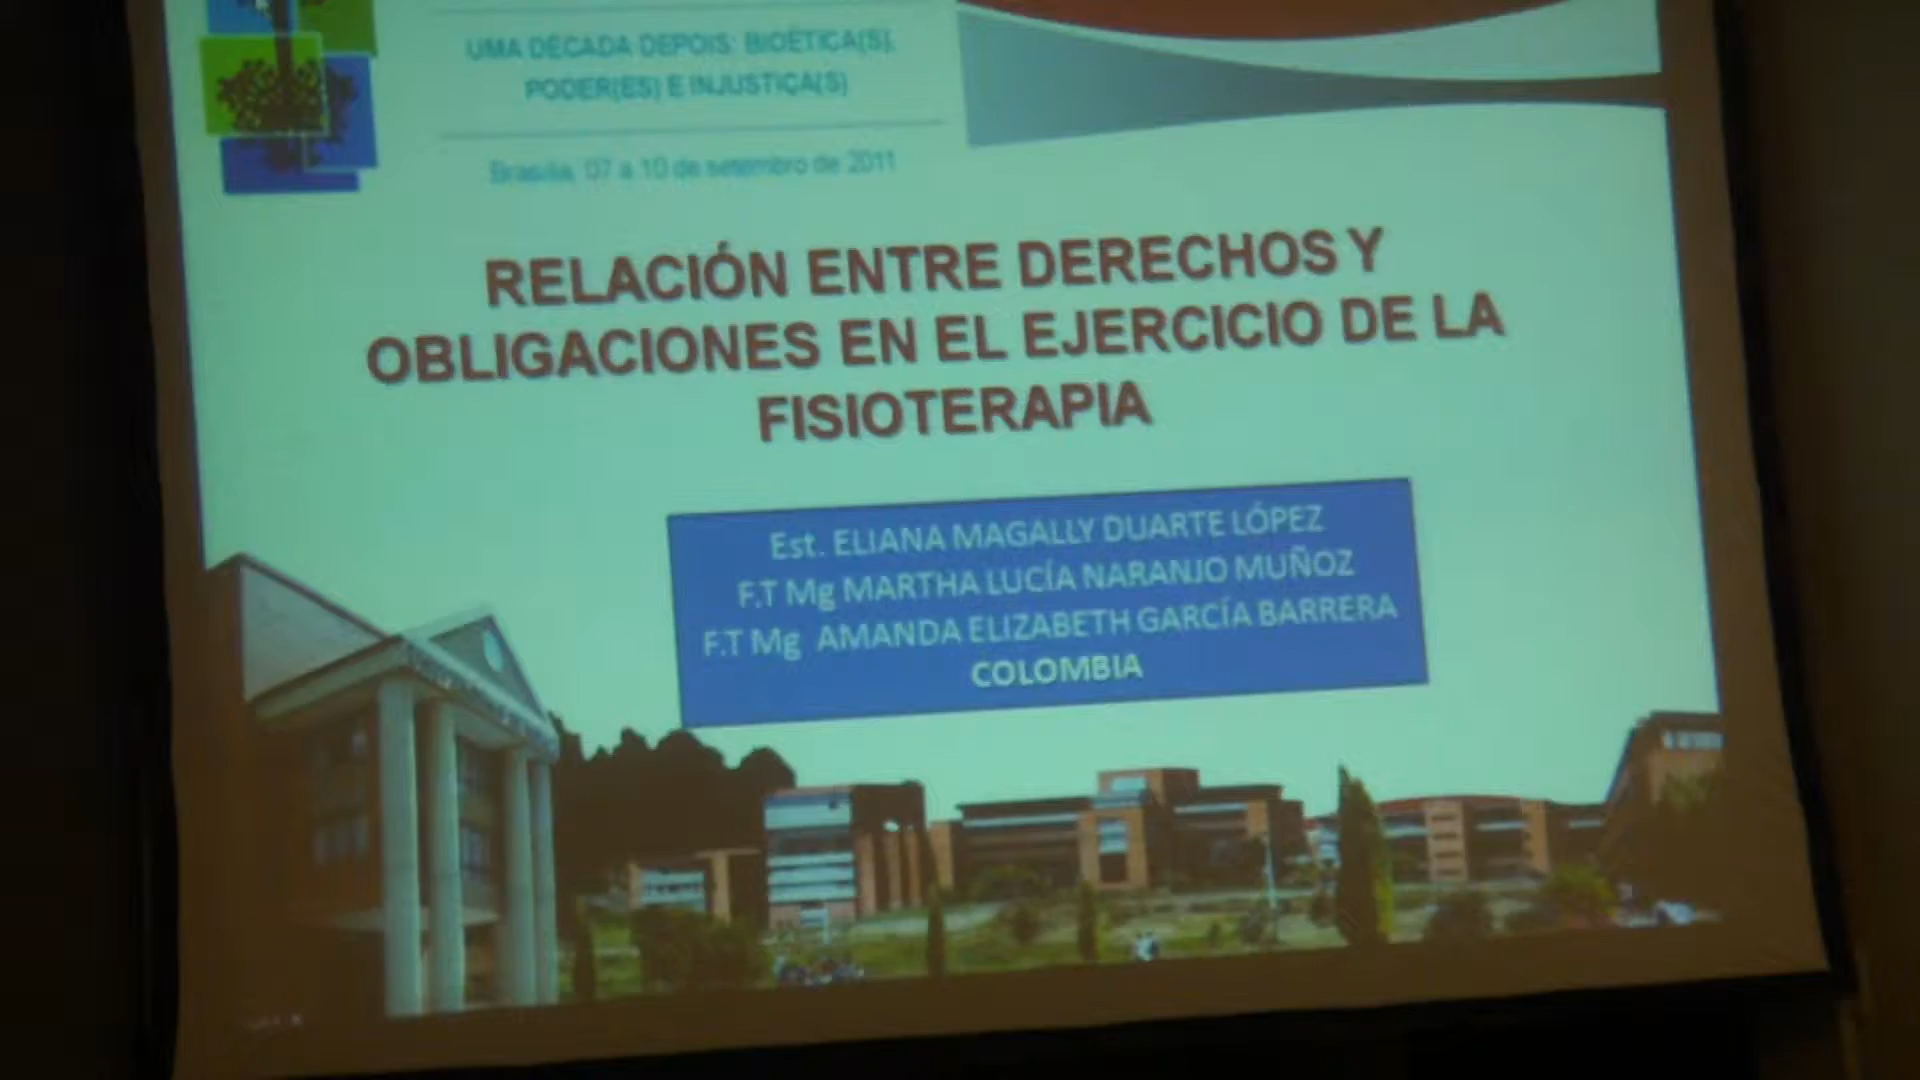 UMA DÉCADA DEPOIS: BIOÉTICA(S),
PODER(ES) E INJUSTIÇA(S)
Brasília, 07 a 10 de setembro de 2011
RELACIÓN ENTRE DERECHOS Y
OBLIGACIONES EN EL EJERCICIO DE LA
FISIOTERAPIA
Est. ELIANA MAGALLY DUARTE LÓPEZ
F.T Mg MARTHA LUCÍA NARANJO MUÑOZ
F.T Mg AMANDA ELIZABETH GARCÍA BARRERA
COLOMBIA